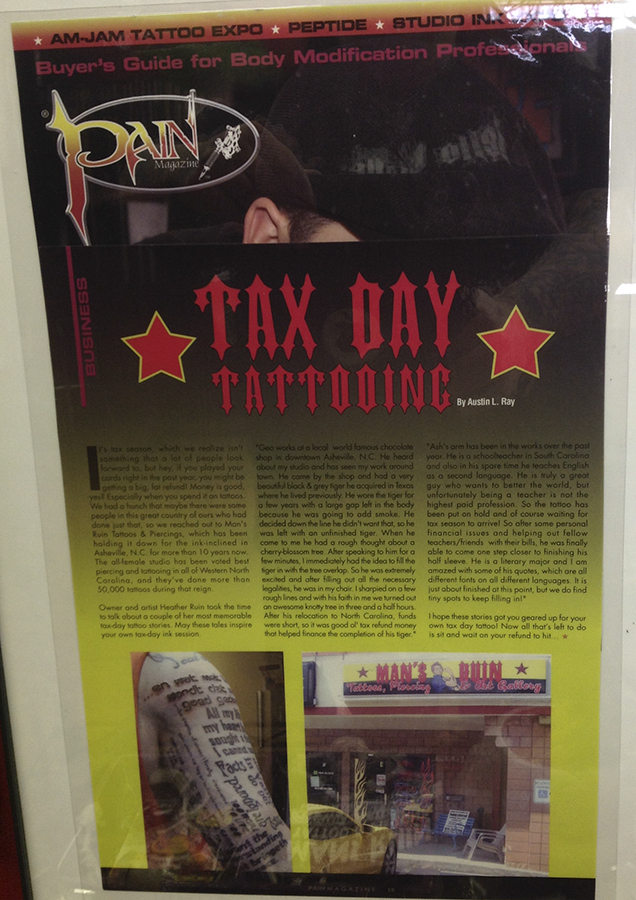 ★ AM-JAM TATTOO EXPO ★ PEPTIDE ★ STUDIO INK
Buyer's Guide for Body Modification Professionals
PAIN
Magazine
®
BUSINESS
TAX DAY
TATTOOING
By Austin L. Ray
It's tax season, which we realize isn't
something that a lot of people look
forward to, but hey, if you played your
cards right in the past year, you might be
getting a big, fat refund! Money is good,
yes? Especially when you spend it on tattoos.
We had a hunch that maybe there were some
people in this great country of ours who had
done just that, so we reached out to Man's
Ruin Tattoos & Piercings, which has been
holding it down for the ink-inclined in
Asheville, N.C. for more than 10 years now.
The all-female studio has been voted best
piercing and tattooing in all of Western North
Carolina, and they've done more than
50,000 tattoos during that reign.
Owner and artist Heather Ruin took the time
to talk about a couple of her most memorable
tax-day tattoo stories. May these tales inspire
your own tax-day ink session.
"Geo works at a local world famous chocolate
shop in downtown Asheville, N.C. He heard
about my studio and has seen my work around
town. He came by the shop and had a very
beautiful black & grey tiger he acquired in Texas
where he lived previously. He wore the tiger for
a few years with a large gap left in the body
because he was going to add smoke. He
decided down the line he didn't want that, so he
was left with an unfinished tiger. When he
came to me he had a rough thought about a
cherry-blossom tree. After speaking to him for a
few minutes, I immediately had the idea to fill the
tiger in with the tree overlap. So he was extremely
excited and after filling out all the necessary
legalities, he was in my chair. I sharpied on a few
rough lines and with his faith in me we turned out
an awesome knotty tree in three and a half hours.
After his relocation to North Carolina, funds
were short, so it was good ol' tax refund money
that helped finance the completion of his tiger."
"Ash's arm has been in the works over the past
year. He is a schoolteacher in South Carolina
and also in his spare time he teaches English
as a second language. He is truly a great
guy who wants to better the world, but
unfortunately being a teacher is not the
highest paid profession. So the tattoo has
been put on hold and of course waiting for
tax season to arrive! So after some personal
financial issues and helping out fellow
teachers/friends with their bills, he was finally
able to come one step closer to finishing his
half sleeve. He is a literary major and I am
amazed with some of his quotes, which are all
different fonts on all different languages. It is
just about finished at this point, but we do find
tiny spots to keep filling in!"
I hope these stories got you geared up for your
own tax day tattoo! Now all that's left to do
is sit and wait on your refund to hit... ★
good
All my
my hear
sought
I canno
Facts
MAN'S RUIN
Tattoos, Piercing & Art Gallery
PAIN MAGAZINE